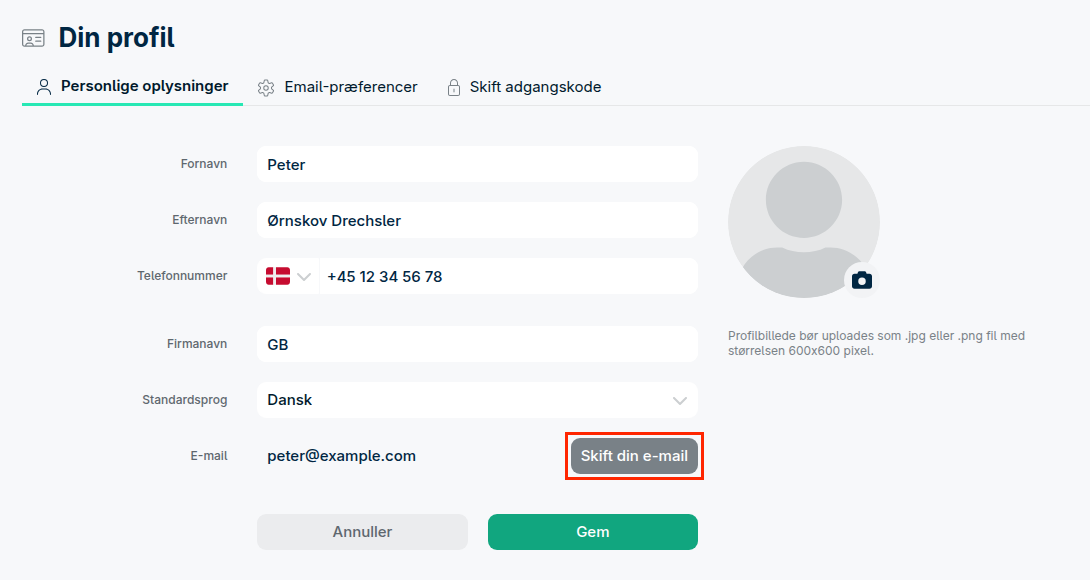 Din profil
Personlige oplysninger
Email-præferencer
Skift adgangskode
Fornavn
Peter
Efternavn
Ørnskov Drechsler
Telefonnummer
+45 12 34 56 78
Firmanavn
GB
Standardsprog
Dansk
E-mail
peter@example.com
Skift din e-mail
Annuller
Gem
Profilbillede bør uploades som .jpg eller .png fil med
størrelsen 600x600 pixel.